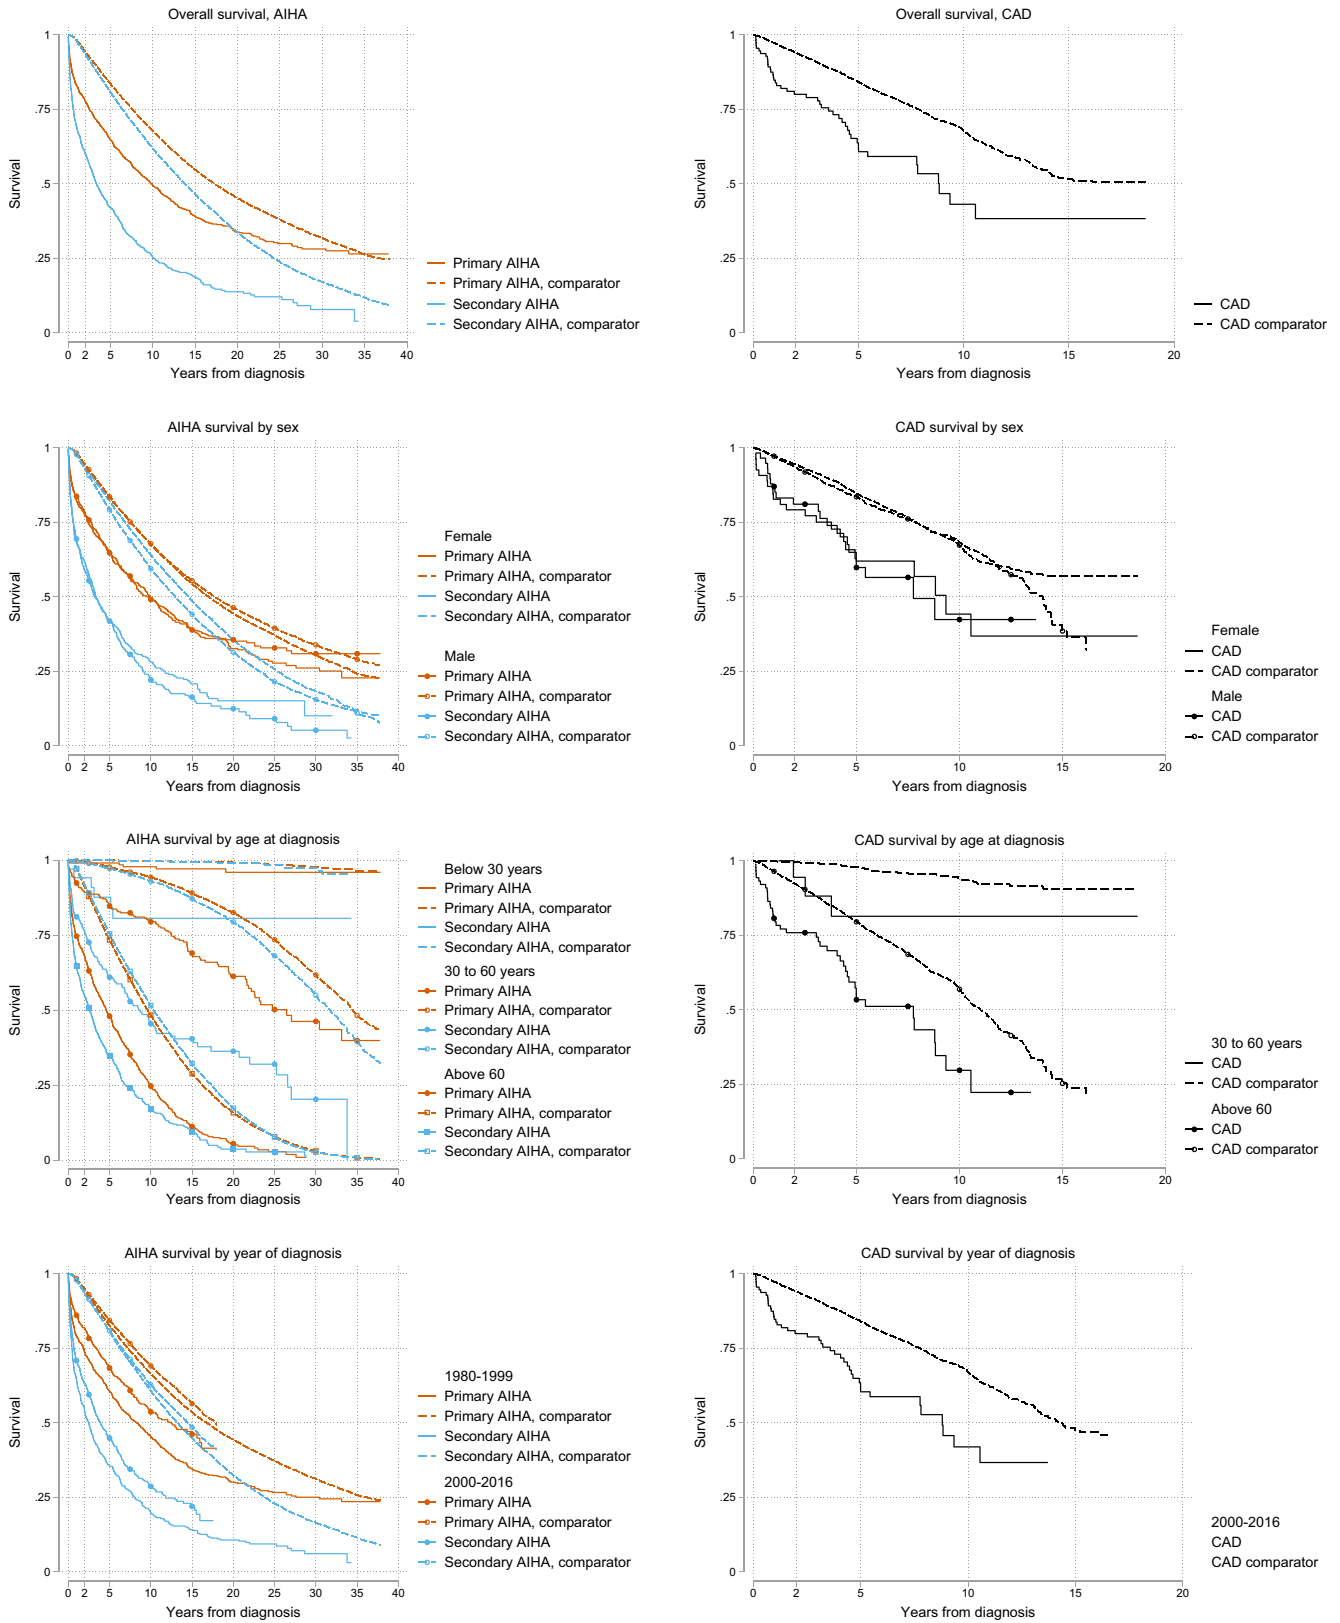 Overall survival, AIHA
1
.75
.5
.25
0
Survival
0 2 5 10 15 20 25 30 35 40
Years from diagnosis
Primary AIHA
Primary AIHA, comparator
Secondary AIHA
Secondary AIHA, comparator
Overall survival, CAD
1
.75
.5
.25
0
Survival
0 2 5 10 15 20
Years from diagnosis
CAD
CAD comparator
AIHA survival by sex
1
.75
.5
.25
0
Survival
0 2 5 10 15 20 25 30 35 40
Years from diagnosis
Female
Primary AIHA
Primary AIHA, comparator
Secondary AIHA
Secondary AIHA, comparator
Male
Primary AIHA
Primary AIHA, comparator
Secondary AIHA
Secondary AIHA, comparator
CAD survival by sex
1
.75
.5
.25
0
Survival
0 2 5 10 15 20
Years from diagnosis
Female
CAD
CAD comparator
Male
CAD
CAD comparator
AIHA survival by age at diagnosis
1
.75
.5
.25
0
Survival
0 2 5 10 15 20 25 30 35 40
Years from diagnosis
Below 30 years
Primary AIHA
Primary AIHA, comparator
Secondary AIHA
Secondary AIHA, comparator
30 to 60 years
Primary AIHA
Primary AIHA, comparator
Secondary AIHA
Secondary AIHA, comparator
Above 60
Primary AIHA
Primary AIHA, comparator
Secondary AIHA
Secondary AIHA, comparator
CAD survival by age at diagnosis
1
.75
.5
.25
0
Survival
0 2 5 10 15 20
Years from diagnosis
30 to 60 years
CAD
CAD comparator
Above 60
CAD
CAD comparator
AIHA survival by year of diagnosis
1
.75
.5
.25
0
Survival
0 2 5 10 15 20 25 30 35 40
Years from diagnosis
1980-1999
Primary AIHA
Primary AIHA, comparator
Secondary AIHA
Secondary AIHA, comparator
2000-2016
Primary AIHA
Primary AIHA, comparator
Secondary AIHA
Secondary AIHA, comparator
CAD survival by year of diagnosis
1
.75
.5
.25
0
Survival
0 2 5 10 15 20
Years from diagnosis
2000-2016
CAD
CAD comparator